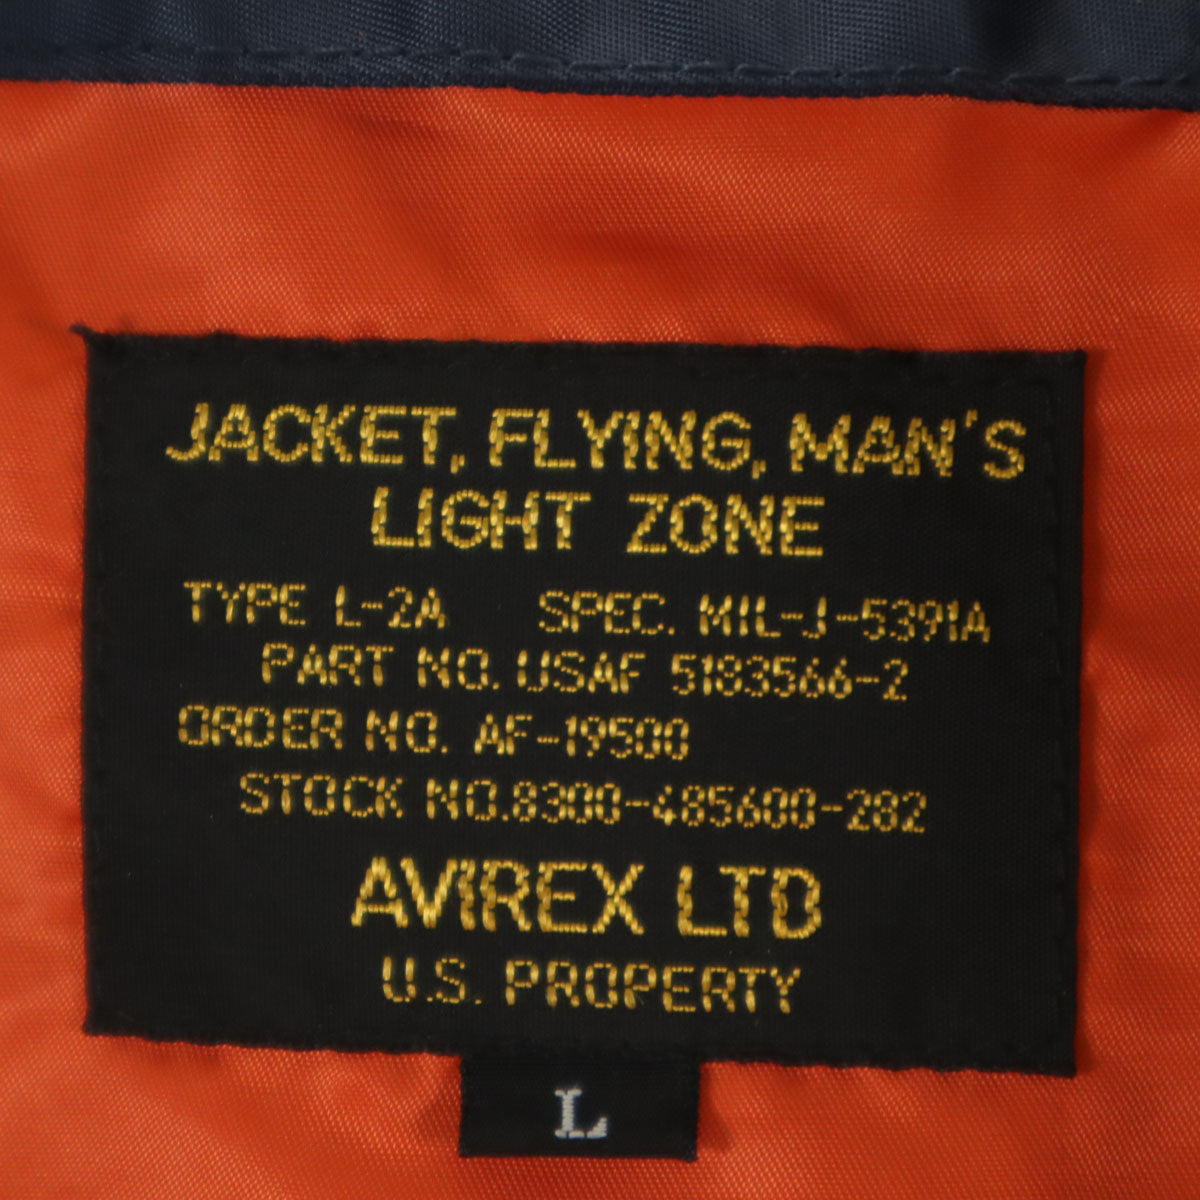 JACKET, FLYING, MAN'S
LIGHT ZONE
TYPE L-2A SPEC. MIL-J-5391A
PART NO. USAF 5183566-2
ORDER NO. AF-19500
STOCK NO.8300-485600-282
AVIREX LTD
U.S. PROPERTY
L